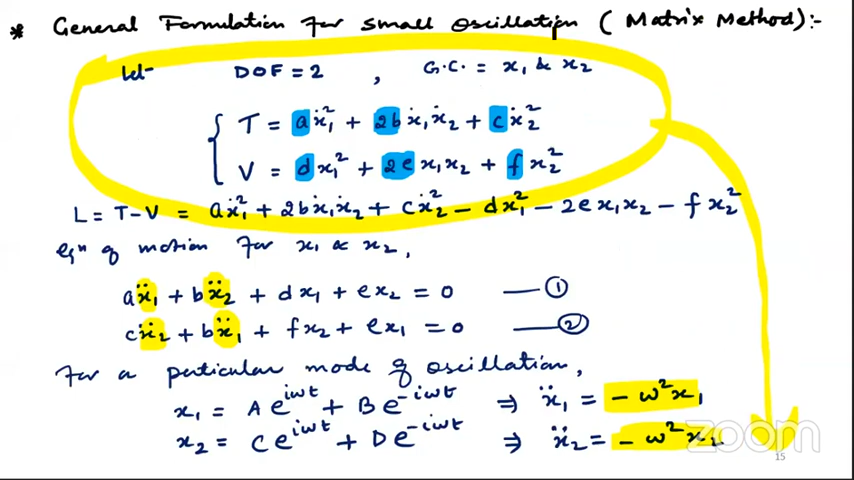 * General Formulation for small Oscillation (Matrix Method):-
Let DOF = 2 , G.C. = x₁ & x₂
T = aẋ₁² + 2bẋ₁ẋ₂ + cẋ₂²
V = dx₁² + 2ex₁x₂ + fx₂²
L = T-V = aẋ₁² + 2bẋ₁ẋ₂ + cẋ₂² - dx₁² - 2ex₁x₂ - fx₂²
Eqⁿ of motion for x₁ & x₂,
aẍ₁ + bẍ₂ + dx₁ + ex₂ = 0 —— ①
cẍ₂ + bẍ₁ + fx₂ + ex₁ = 0 —— ②
For a particular mode of oscillation,
x₁ = Ae^{iωt} + Be^{-iωt} ⇒ ẍ₁ = -ω²x₁
x₂ = Ce^{iωt} + De^{-iωt} ⇒ ẍ₂ = -ω²x₂
zoom
15